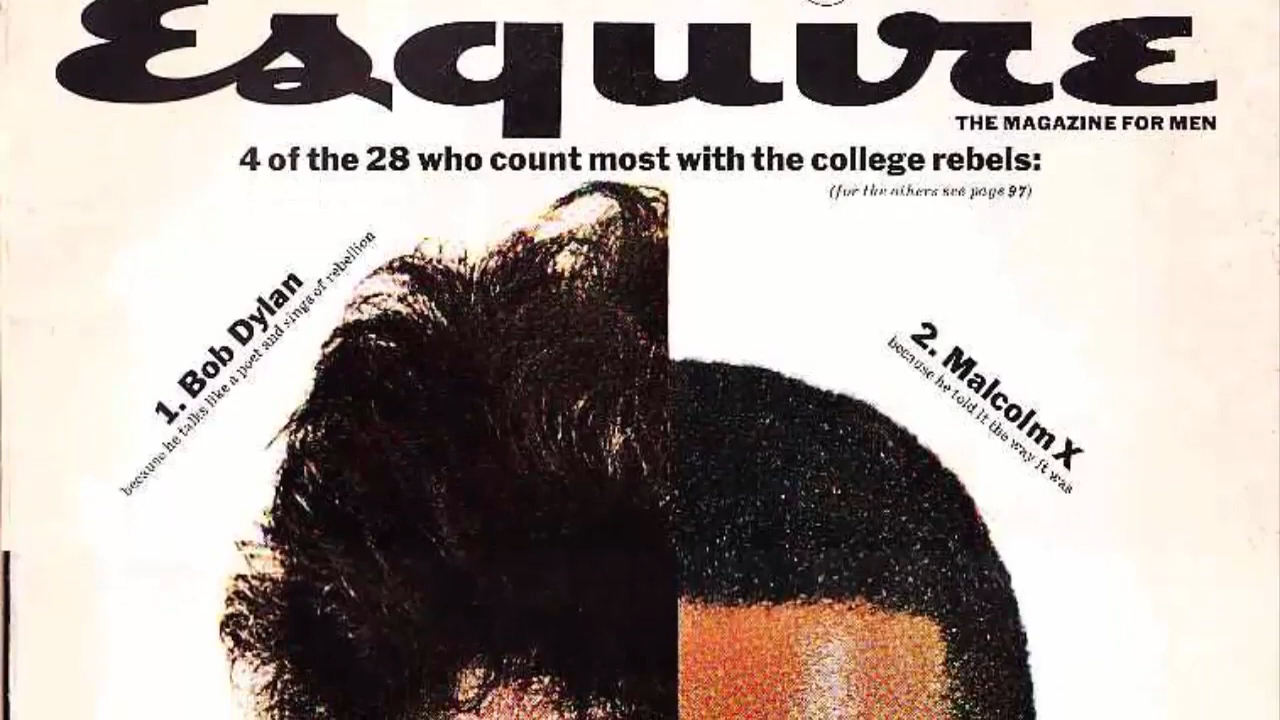 Esquire
THE MAGAZINE FOR MEN
4 of the 28 who count most with the college rebels:
(for the others see page 97)
1. Bob Dylan
because he talks like a poet and sings of rebellion
2. Malcolm X
because he told it the way it was